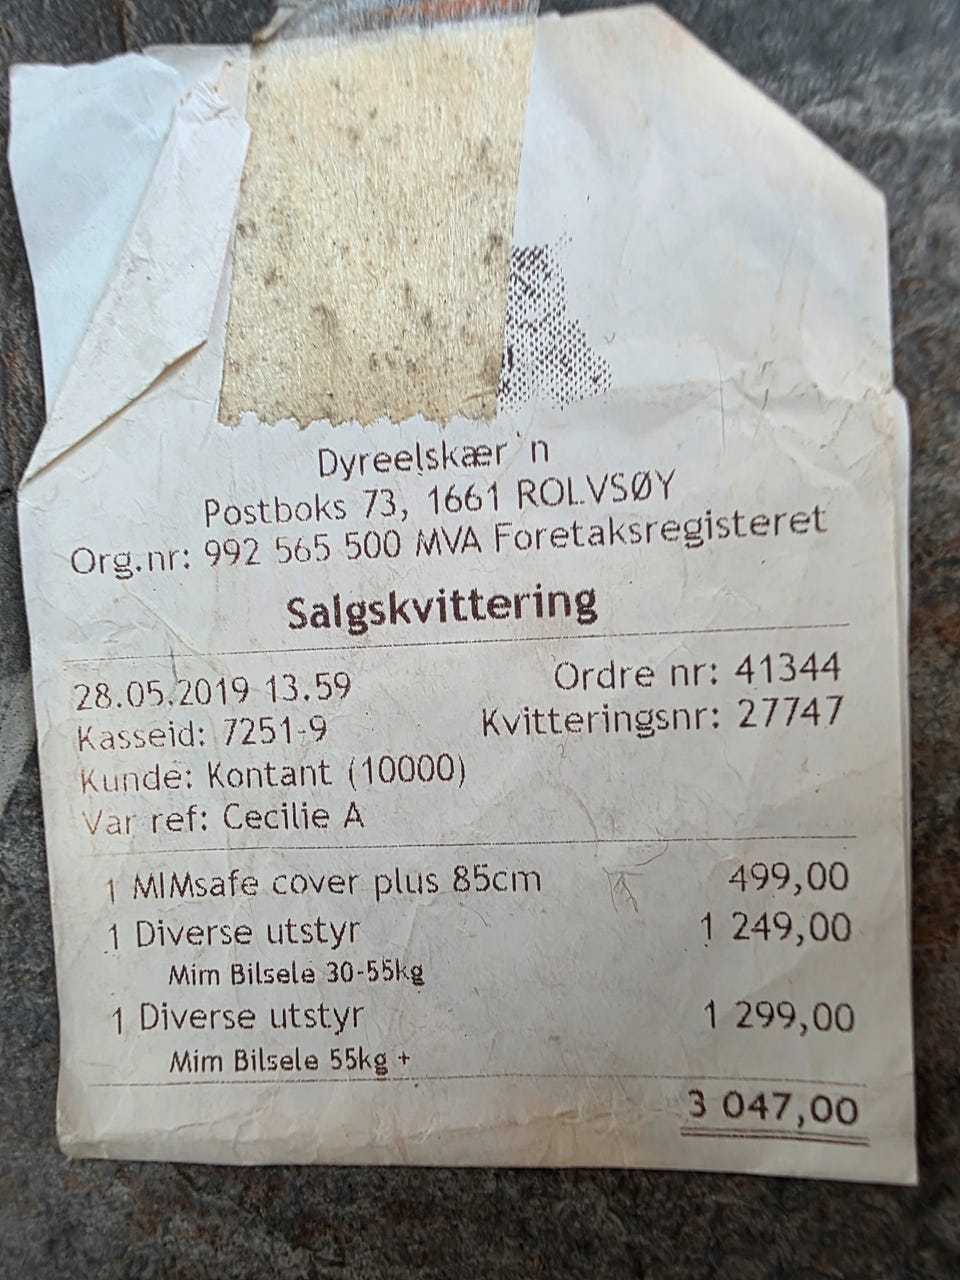 Dyreelskær'n
Postboks 73, 1661 ROLVSØY
Org.nr: 992 565 500 MVA Foretaksregisteret
Salgskvittering
28.05.2019 13.59
Ordre nr: 41344
Kasseid: 7251-9
Kvitteringsnr: 27747
Kunde: Kontant (10000)
Vår ref: Cecilie A
1 MIMsafe cover plus 85cm 499,00
1 Diverse utstyr 1 249,00
Mim Bilsele 30-55kg
1 Diverse utstyr 1 299,00
Mim Bilsele 55kg +
3 047,00